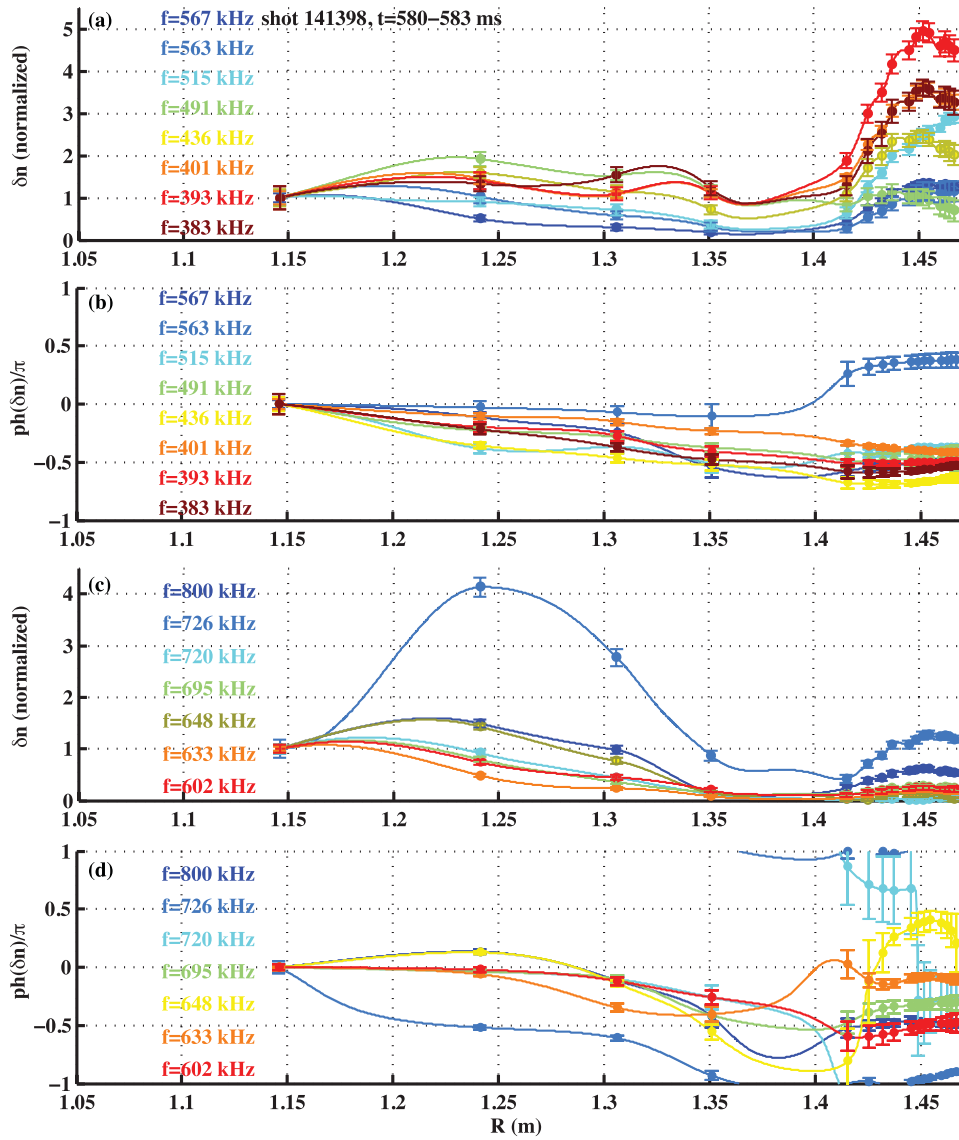 (a)
f=567 kHz shot 141398, t=580−583 ms
f=563 kHz
f=515 kHz
f=491 kHz
f=436 kHz
f=401 kHz
f=393 kHz
f=383 kHz
δn (normalized)
5
4
3
2
1
0
1.05 1.1 1.15 1.2 1.25 1.3 1.35 1.4 1.45
(b)
f=567 kHz
f=563 kHz
f=515 kHz
f=491 kHz
f=436 kHz
f=401 kHz
f=393 kHz
f=383 kHz
ph(δn)/π
1
0.5
0
−0.5
−1
1.05 1.1 1.15 1.2 1.25 1.3 1.35 1.4 1.45
(c)
f=800 kHz
f=726 kHz
f=720 kHz
f=695 kHz
f=648 kHz
f=633 kHz
f=602 kHz
δn (normalized)
4
3
2
1
0
1.05 1.1 1.15 1.2 1.25 1.3 1.35 1.4 1.45
(d)
f=800 kHz
f=726 kHz
f=720 kHz
f=695 kHz
f=648 kHz
f=633 kHz
f=602 kHz
ph(δn)/π
1
0.5
0
−0.5
−1
1.05 1.1 1.15 1.2 1.25 1.3 1.35 1.4 1.45
R (m)